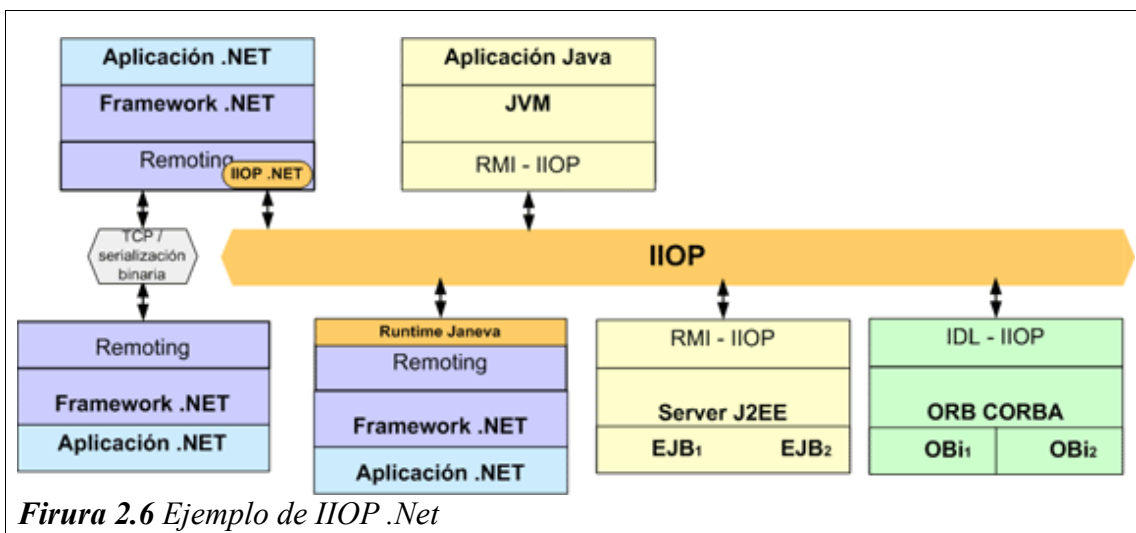 Aplicación .NET
Framework .NET
Remoting
IIOP .NET
Aplicación Java
JVM
RMI - IIOP
TCP /
serialización
binaria
IIOP
Remoting
Framework .NET
Aplicación .NET
Runtime Janeva
Remoting
Framework .NET
Aplicación .NET
RMI - IIOP
Server J2EE
EJB1 EJB2
IDL - IIOP
ORB CORBA
OBi1 OBi2
Firura 2.6 Ejemplo de IIOP .Net